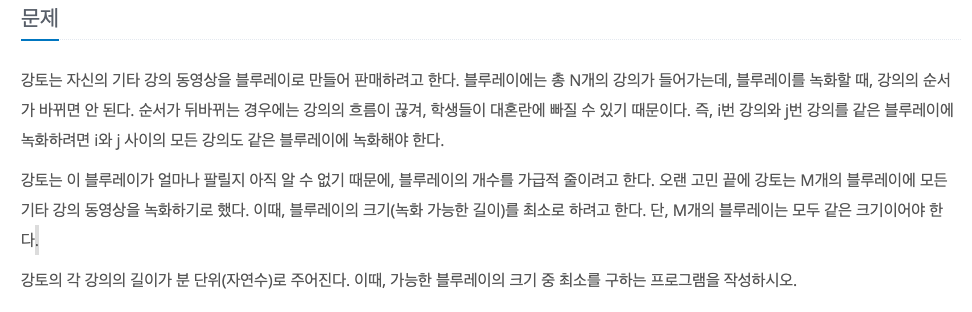 문제
강토는 자신의 기타 강의 동영상을 블루레이로 만들어 판매하려고 한다. 블루레이에는 총 N개의 강의가 들어가는데, 블루레이를 녹화할 때, 강의의 순서
가 바뀌면 안 된다. 순서가 뒤바뀌는 경우에는 강의의 흐름이 끊겨, 학생들이 대혼란에 빠질 수 있기 때문이다. 즉, i번 강의와 j번 강의를 같은 블루레이에
녹화하려면 i와 j 사이의 모든 강의도 같은 블루레이에 녹화해야 한다.
강토는 이 블루레이가 얼마나 팔릴지 아직 알 수 없기 때문에, 블루레이의 개수를 가급적 줄이려고 한다. 오랜 고민 끝에 강토는 M개의 블루레이에 모든
기타 강의 동영상을 녹화하기로 했다. 이때, 블루레이의 크기(녹화 가능한 길이)를 최소로 하려고 한다. 단, M개의 블루레이는 모두 같은 크기이어야 한
다.
강토의 각 강의의 길이가 분 단위(자연수)로 주어진다. 이때, 가능한 블루레이의 크기 중 최소를 구하는 프로그램을 작성하시오.